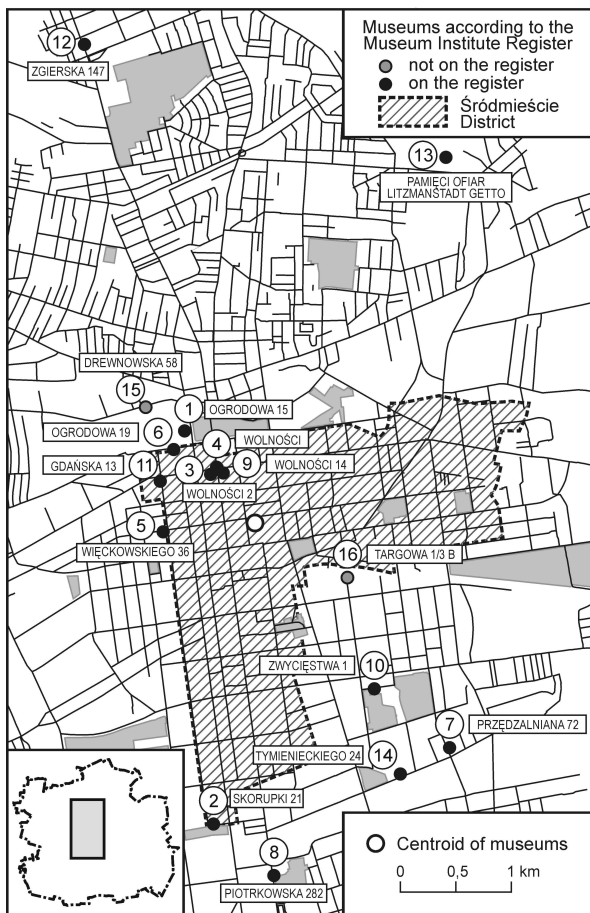 Museums according to the
Museum Institute Register
not on the register
on the register
Śródmieście
District
12
ZGIERSKA 147
13
PAMIĘCI OFIAR
LITZMANSTADT GETTO
DREWNOWSKA 58
15
1
OGRODOWA 15
OGRODOWA 19
6
4
WOLNOŚCI
GDAŃSKA 13
11
3
9
WOLNOŚCI 14
WOLNOŚCI 2
5
WIĘCKOWSKIEGO 36
16
TARGOWA 1/3 B
ZWYCIĘSTWA 1
10
7
PRZĘDZALNIANA 72
TYMIENIECKIEGO 24
14
2
SKORUPKI 21
8
PIOTRKOWSKA 282
Centroid of museums
0 0,5 1 km